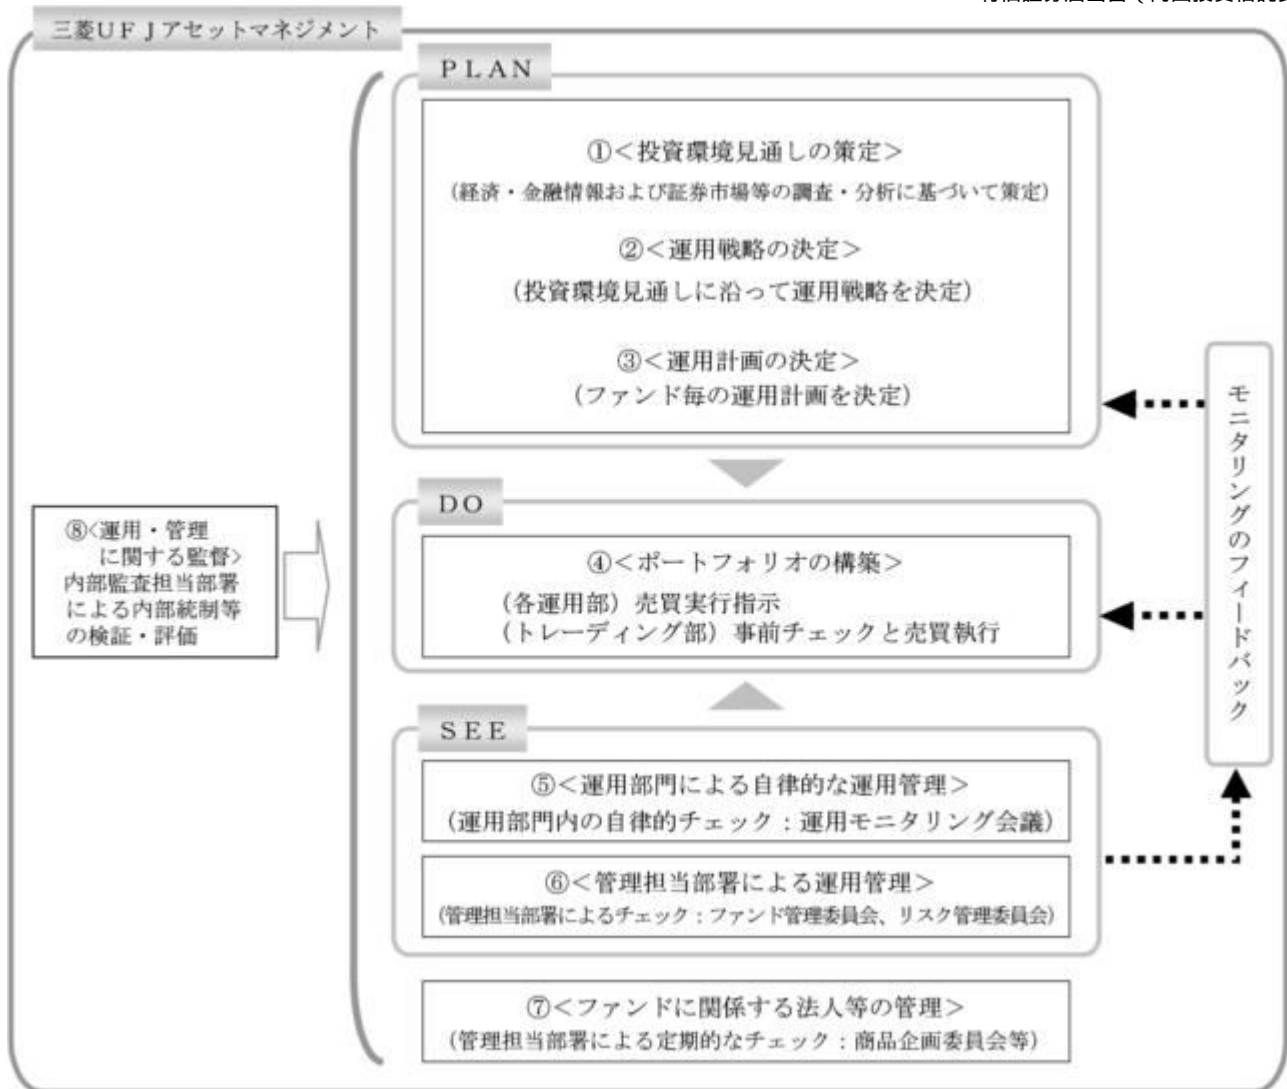 三菱ＵＦＪアセットマネジメント
ＰＬＡＮ
①＜投資環境見通しの策定＞
（経済・金融情報および証券市場等の調査・分析に基づいて策定）
②＜運用戦略の決定＞
（投資環境見通しに沿って運用戦略を決定）
③＜運用計画の決定＞
（ファンド毎の運用計画を決定）
ＤＯ
④＜ポートフォリオの構築＞
（各運用部）売買実行指示
（トレーディング部）事前チェックと売買執行
ＳＥＥ
⑤＜運用部門による自律的な運用管理＞
（運用部門内の自律的チェック：運用モニタリング会議）
⑥＜管理担当部署による運用管理＞
（管理担当部署によるチェック：ファンド管理委員会、リスク管理委員会）
⑦＜ファンドに関係する法人等の管理＞
（管理担当部署による定期的なチェック：商品企画委員会等）
⑧<運用・管理
に関する監督>
内部監査担当部署
による内部統制等
の検証・評価
モニタリングのフィードバック